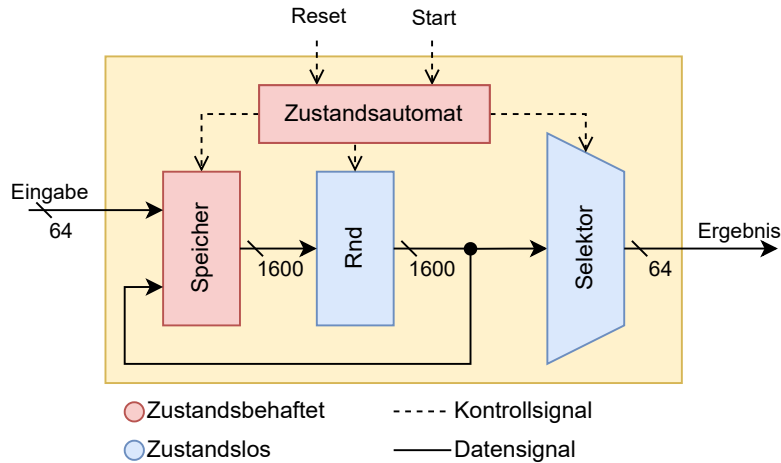 Reset
Start
Zustandsautomat
Eingabe
64
Speicher
1600
Rnd
1600
Selektor
Ergebnis
64
Zustandsbehaftet
Kontrollsignal
Zustandslos
Datensignal